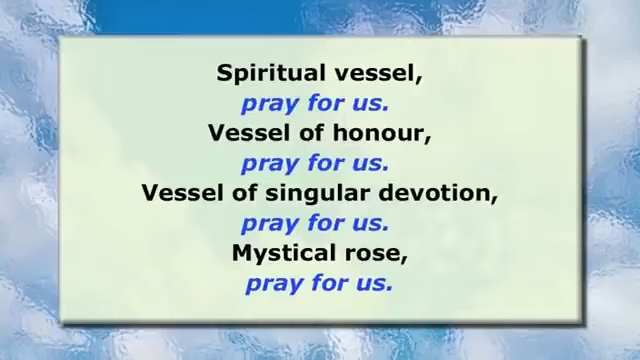 Spiritual vessel,
pray for us.
Vessel of honour,
pray for us.
Vessel of singular devotion,
pray for us.
Mystical rose,
pray for us.